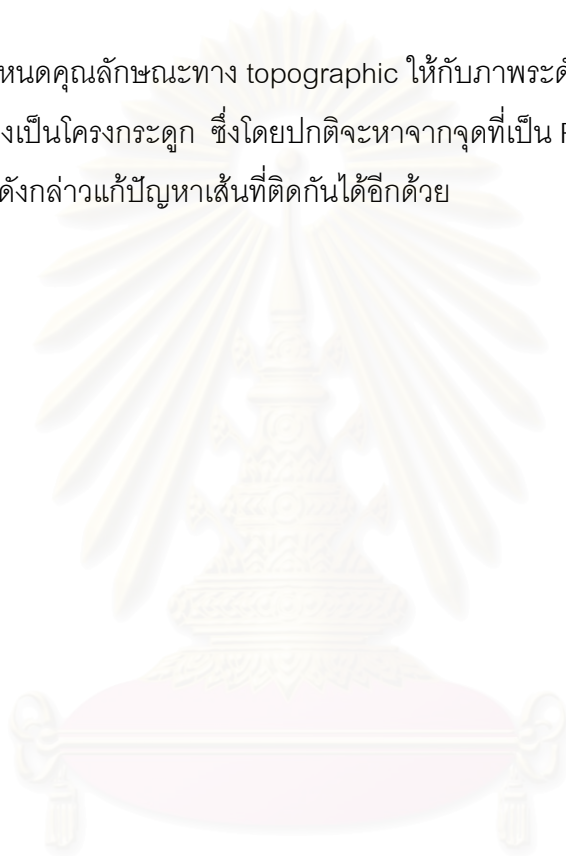 หนดคุณลักษณะทาง topographic ให้กับภาพระดั
งเป็นโครงกระดูก ซึ่งโดยปกติจะหาจากจุดที่เป็น
ดังกล่าวแก้ปัญหาเส้นที่ติดกันได้อีกด้วย